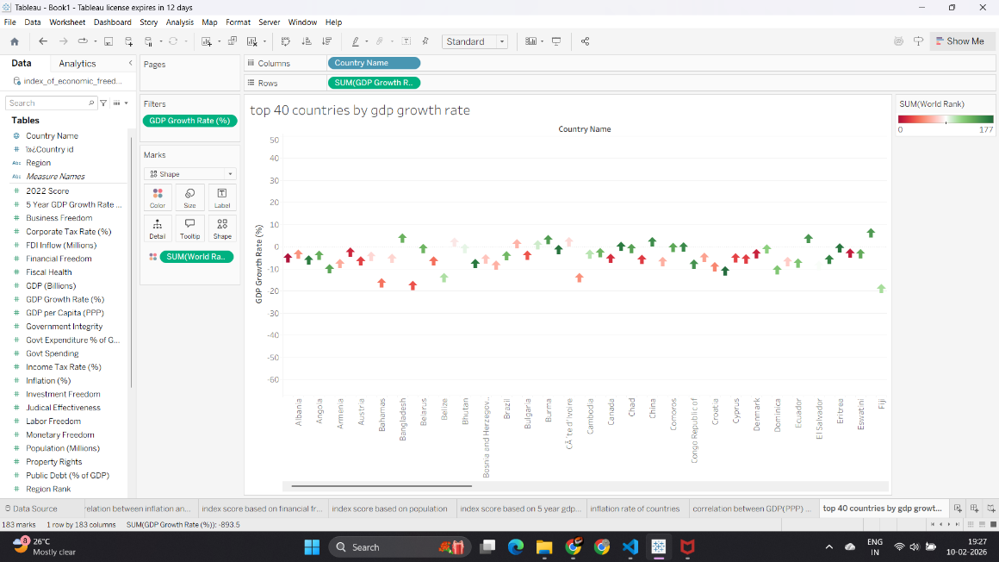 Tableau - Book1 - Tableau license expires in 12 days
File Data Worksheet Dashboard Story Analysis Map Format Server Window Help
Standard
Show Me
Data Analytics
index_of_economic_freed...
Search
Tables
Country Name
ï»¿Country id
Abc Region
Abc Measure Names
2022 Score
5 Year GDP Growth Rate ...
Business Freedom
Corporate Tax Rate (%)
FDI Inflow (Millions)
Financial Freedom
Fiscal Health
GDP (Billions)
GDP Growth Rate (%)
GDP per Capita (PPP)
Government Integrity
Govt Expenditure % of G...
Govt Spending
Income Tax Rate (%)
Inflation (%)
Investment Freedom
Judical Effectiveness
Labor Freedom
Monetary Freedom
Population (Millions)
Property Rights
Public Debt (% of GDP)
Region Rank
Pages
Filters
GDP Growth Rate (%)
Marks
Shape
Color Size Label
Detail Tooltip Shape
SUM(World Ra..
Columns Country Name
Rows SUM(GDP Growth R..
top 40 countries by gdp growth rate
Country Name
GDP Growth Rate (%)
50
40
30
20
10
0
-10
-20
-30
-40
-50
-60
Albania
Angola
Armenia
Austria
Bahamas
Bangladesh
Belarus
Belize
Bhutan
Bosnia and Herzegov...
Brazil
Bulgaria
Burma
CÃ´te d'Ivoire
Cambodia
Canada
Chad
China
Comoros
Congo Republic of
Croatia
Cyprus
Denmark
Dominica
Ecuador
El Salvador
Eritrea
Eswatini
Fiji
SUM(World Rank)
0 177
Data Source
relation between inflation an...
index score based on financial fr...
index score based on population
index score based on 5 year gdp...
inflation rate of countries
correlation between GDP(PPP) ...
top 40 countries by gdp growt...
183 marks 1 row by 183 columns SUM(GDP Growth Rate (%)): -893.5
8
26°C
Mostly clear
Search
ENG
IN
19:27
10-02-2026